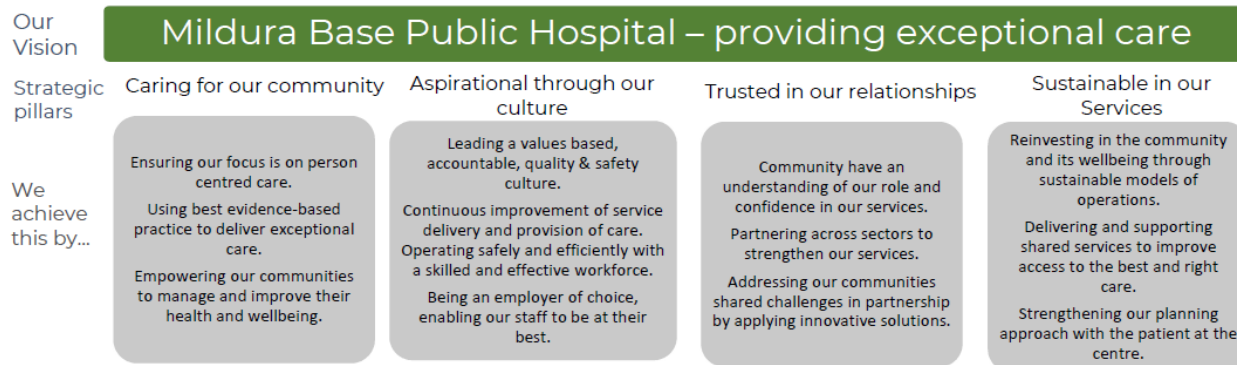 Our
Vision
Mildura Base Public Hospital – providing exceptional care
Strategic
pillars
Caring for our community
Aspirational through our
culture
Trusted in our relationships
Sustainable in our
Services
We
achieve
this by...
Ensuring our focus is on person
centred care.
Using best evidence-based
practice to deliver exceptional
care.
Empowering our communities
to manage and improve their
health and wellbeing.
Leading a values based,
accountable, quality & safety
culture.
Continuous improvement of service
delivery and provision of care.
Operating safely and efficiently with
a skilled and effective workforce.
Being an employer of choice,
enabling our staff to be at their
best.
Community have an
understanding of our role and
confidence in our services.
Partnering across sectors to
strengthen our services.
Addressing our communities
shared challenges in partnership
by applying innovative solutions.
Reinvesting in the community
and its wellbeing through
sustainable models of
operations.
Delivering and supporting
shared services to improve
access to the best and right
care.
Strengthening our planning
approach with the patient at the
centre.